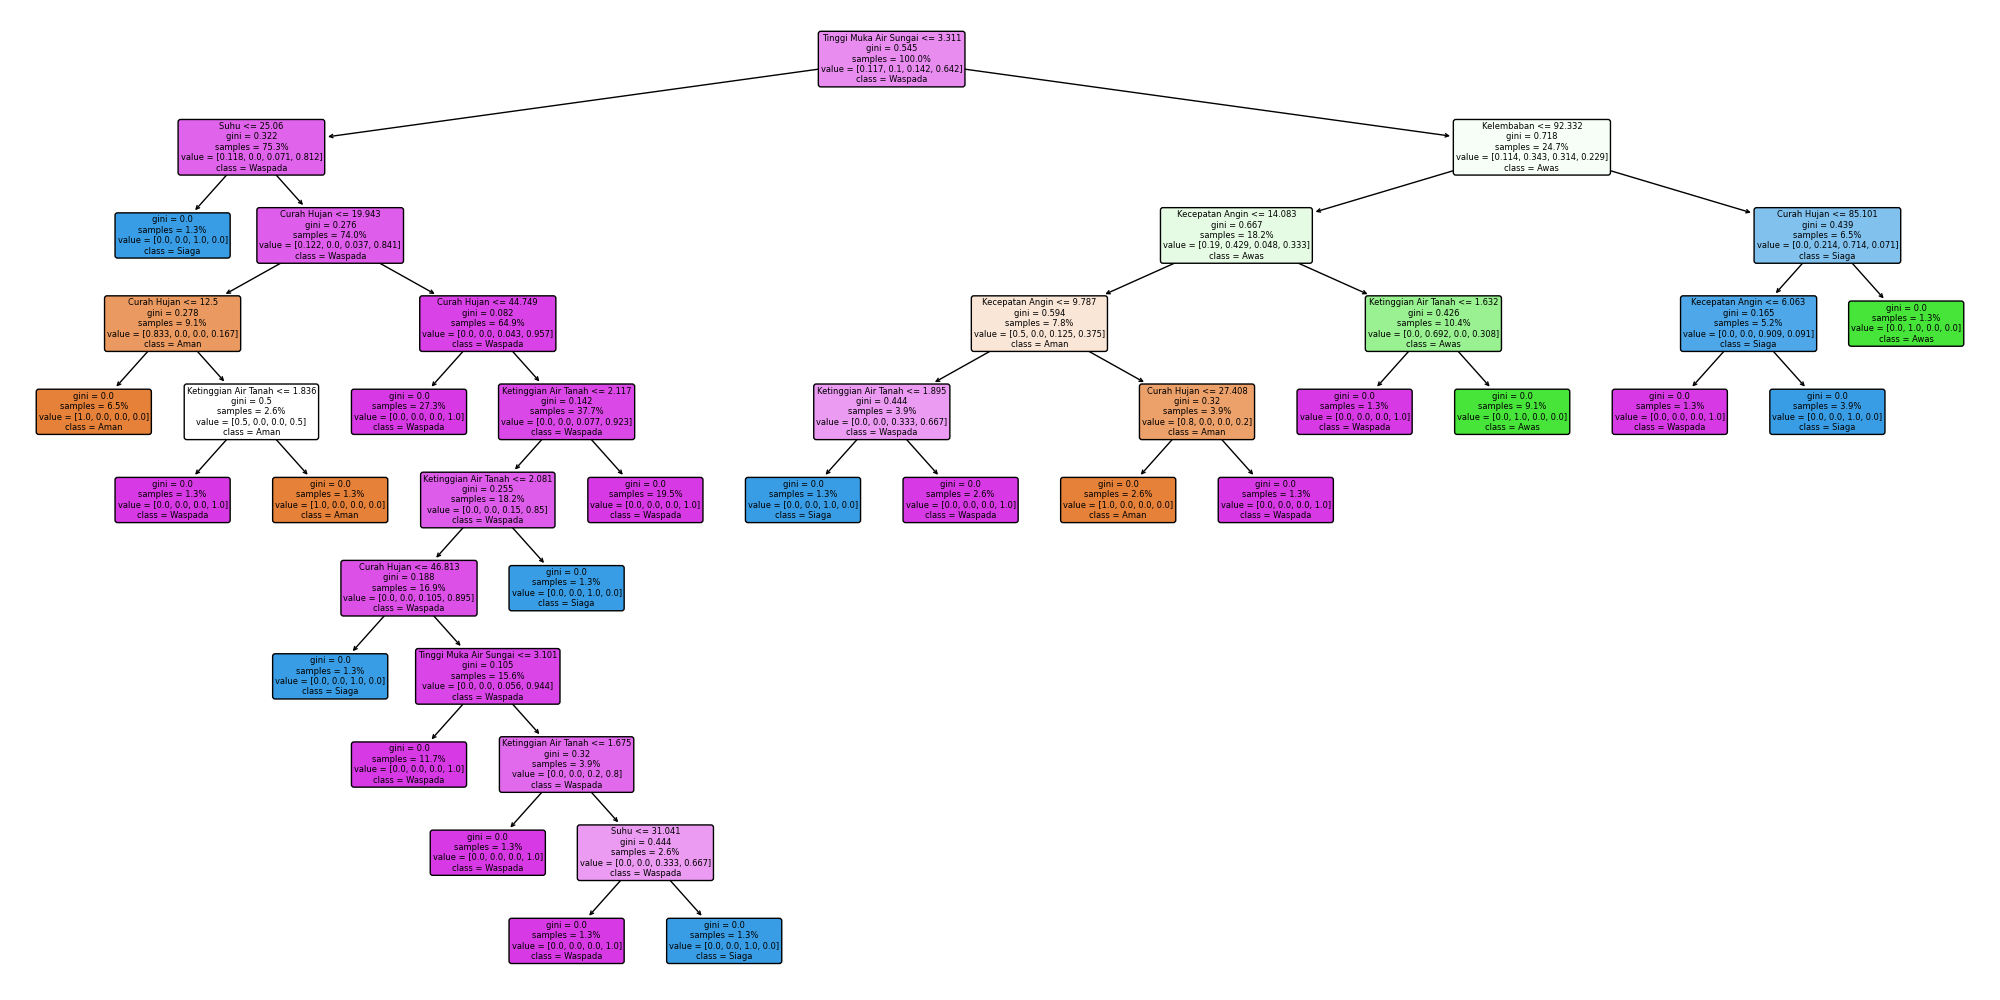 Tinggi Muka Air Sungai <= 3.311
gini = 0.545
samples = 100.0%
value = [0.117, 0.1, 0.142, 0.642]
class = Waspada
Suhu <= 25.06
gini = 0.322
samples = 75.3%
value = [0.118, 0.0, 0.071, 0.812]
class = Waspada
Kelembaban <= 92.332
gini = 0.718
samples = 24.7%
value = [0.114, 0.343, 0.314, 0.229]
class = Awas
gini = 0.0
samples = 1.3%
value = [0.0, 0.0, 1.0, 0.0]
class = Siaga
Curah Hujan <= 19.943
gini = 0.276
samples = 74.0%
value = [0.122, 0.0, 0.037, 0.841]
class = Waspada
Kecepatan Angin <= 14.083
gini = 0.667
samples = 18.2%
value = [0.19, 0.429, 0.048, 0.333]
class = Awas
Curah Hujan <= 85.101
gini = 0.439
samples = 6.5%
value = [0.0, 0.214, 0.714, 0.071]
class = Siaga
Curah Hujan <= 12.5
gini = 0.278
samples = 9.1%
value = [0.833, 0.0, 0.0, 0.167]
class = Aman
Curah Hujan <= 44.749
gini = 0.082
samples = 64.9%
value = [0.0, 0.0, 0.043, 0.957]
class = Waspada
Kecepatan Angin <= 9.787
gini = 0.594
samples = 7.8%
value = [0.5, 0.0, 0.125, 0.375]
class = Aman
Ketinggian Air Tanah <= 1.632
gini = 0.426
samples = 10.4%
value = [0.0, 0.692, 0.0, 0.308]
class = Awas
Kecepatan Angin <= 6.063
gini = 0.165
samples = 5.2%
value = [0.0, 0.0, 0.909, 0.091]
class = Siaga
gini = 0.0
samples = 1.3%
value = [0.0, 1.0, 0.0, 0.0]
class = Awas
gini = 0.0
samples = 6.5%
value = [1.0, 0.0, 0.0, 0.0]
class = Aman
Ketinggian Air Tanah <= 1.836
gini = 0.5
samples = 2.6%
value = [0.5, 0.0, 0.0, 0.5]
class = Aman
gini = 0.0
samples = 27.3%
value = [0.0, 0.0, 0.0, 1.0]
class = Waspada
Ketinggian Air Tanah <= 2.117
gini = 0.142
samples = 37.7%
value = [0.0, 0.0, 0.077, 0.923]
class = Waspada
Ketinggian Air Tanah <= 1.895
gini = 0.444
samples = 3.9%
value = [0.0, 0.0, 0.333, 0.667]
class = Waspada
Curah Hujan <= 27.408
gini = 0.32
samples = 3.9%
value = [0.8, 0.0, 0.0, 0.2]
class = Aman
gini = 0.0
samples = 1.3%
value = [0.0, 0.0, 0.0, 1.0]
class = Waspada
gini = 0.0
samples = 9.1%
value = [0.0, 1.0, 0.0, 0.0]
class = Awas
gini = 0.0
samples = 1.3%
value = [0.0, 0.0, 0.0, 1.0]
class = Waspada
gini = 0.0
samples = 3.9%
value = [0.0, 0.0, 1.0, 0.0]
class = Siaga
gini = 0.0
samples = 1.3%
value = [0.0, 0.0, 0.0, 1.0]
class = Waspada
gini = 0.0
samples = 1.3%
value = [1.0, 0.0, 0.0, 0.0]
class = Aman
Ketinggian Air Tanah <= 2.081
gini = 0.255
samples = 18.2%
value = [0.0, 0.0, 0.15, 0.85]
class = Waspada
gini = 0.0
samples = 19.5%
value = [0.0, 0.0, 0.0, 1.0]
class = Waspada
gini = 0.0
samples = 1.3%
value = [0.0, 0.0, 1.0, 0.0]
class = Siaga
gini = 0.0
samples = 2.6%
value = [0.0, 0.0, 0.0, 1.0]
class = Waspada
gini = 0.0
samples = 2.6%
value = [1.0, 0.0, 0.0, 0.0]
class = Aman
gini = 0.0
samples = 1.3%
value = [0.0, 0.0, 0.0, 1.0]
class = Waspada
Curah Hujan <= 46.813
gini = 0.188
samples = 16.9%
value = [0.0, 0.0, 0.105, 0.895]
class = Waspada
gini = 0.0
samples = 1.3%
value = [0.0, 0.0, 1.0, 0.0]
class = Siaga
gini = 0.0
samples = 1.3%
value = [0.0, 0.0, 1.0, 0.0]
class = Siaga
Tinggi Muka Air Sungai <= 3.101
gini = 0.105
samples = 15.6%
value = [0.0, 0.0, 0.056, 0.944]
class = Waspada
gini = 0.0
samples = 11.7%
value = [0.0, 0.0, 0.0, 1.0]
class = Waspada
Ketinggian Air Tanah <= 1.675
gini = 0.32
samples = 3.9%
value = [0.0, 0.0, 0.2, 0.8]
class = Waspada
gini = 0.0
samples = 1.3%
value = [0.0, 0.0, 0.0, 1.0]
class = Waspada
Suhu <= 31.041
gini = 0.444
samples = 2.6%
value = [0.0, 0.0, 0.333, 0.667]
class = Waspada
gini = 0.0
samples = 1.3%
value = [0.0, 0.0, 0.0, 1.0]
class = Waspada
gini = 0.0
samples = 1.3%
value = [0.0, 0.0, 1.0, 0.0]
class = Siaga